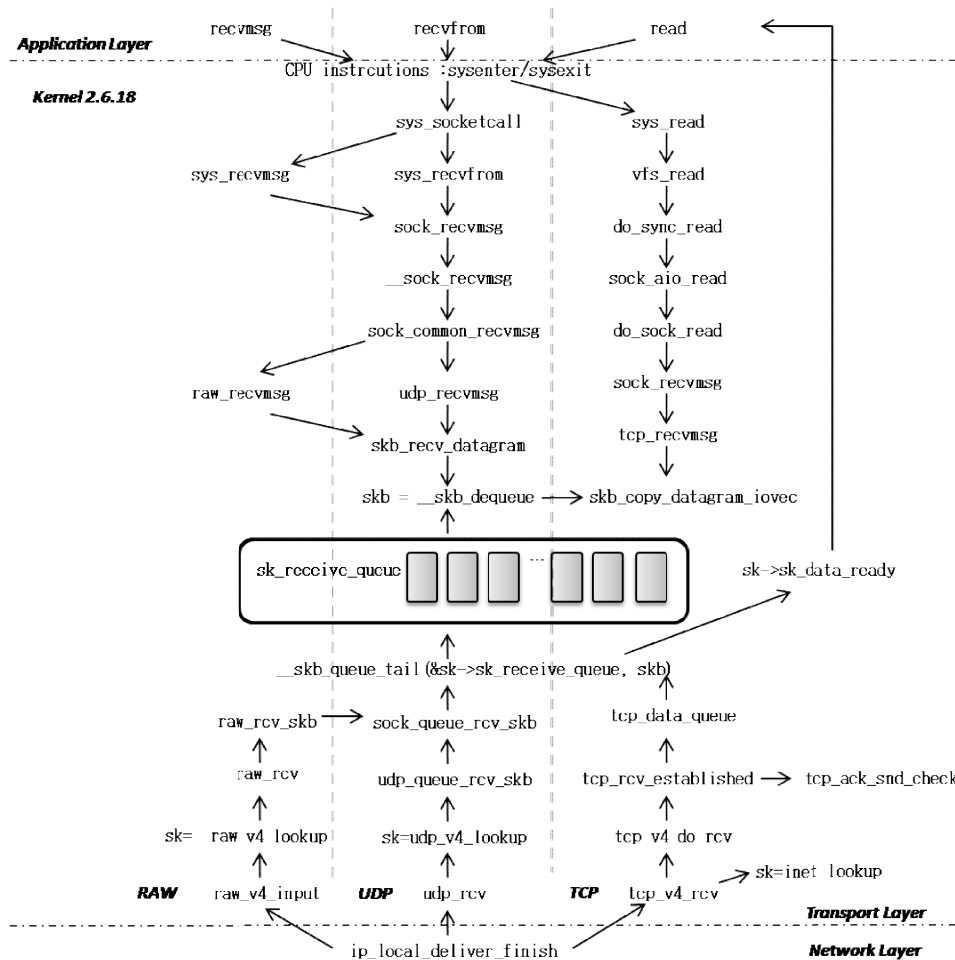 recvmsg recvfrom read
Application Layer
CPU instrcutions :sysenter/sysexit
Kernel 2.6.18
sys_socketcall sys_read
sys_recvmsg sys_recvfrom vfs_read
sock_recvmsg do_sync_read
__sock_recvmsg sock_aio_read
sock_common_recvmsg do_sock_read
raw_recvmsg udp_recvmsg sock_recvmsg
skb_recv_datagram tcp_recvmsg
skb = __skb_dequeue skb_copy_datagram_iovec
sk_receive_queue ... sk->sk_data_ready
__skb_queue_tail(&sk->sk_receive_queue, skb)
raw_rcv_skb sock_queue_rcv_skb tcp_data_queue
raw_rcv udp_queue_rcv_skb tcp_rcv_established tcp_ack_snd_check
sk= raw_v4_lookup sk=udp_v4_lookup tcp_v4_do_rcv
sk=inet_lookup
RAW raw_v4_input UDP udp_rcv TCP tcp_v4_rcv
Transport Layer
ip_local_deliver_finish Network Layer